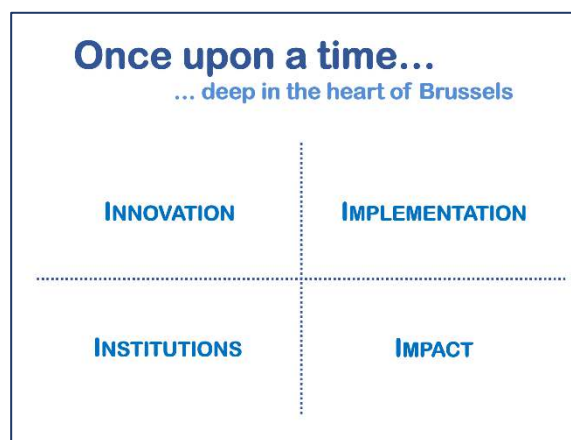 Once upon a time...
... deep in the heart of Brussels
INNOVATION
IMPLEMENTATION
INSTITUTIONS
IMPACT